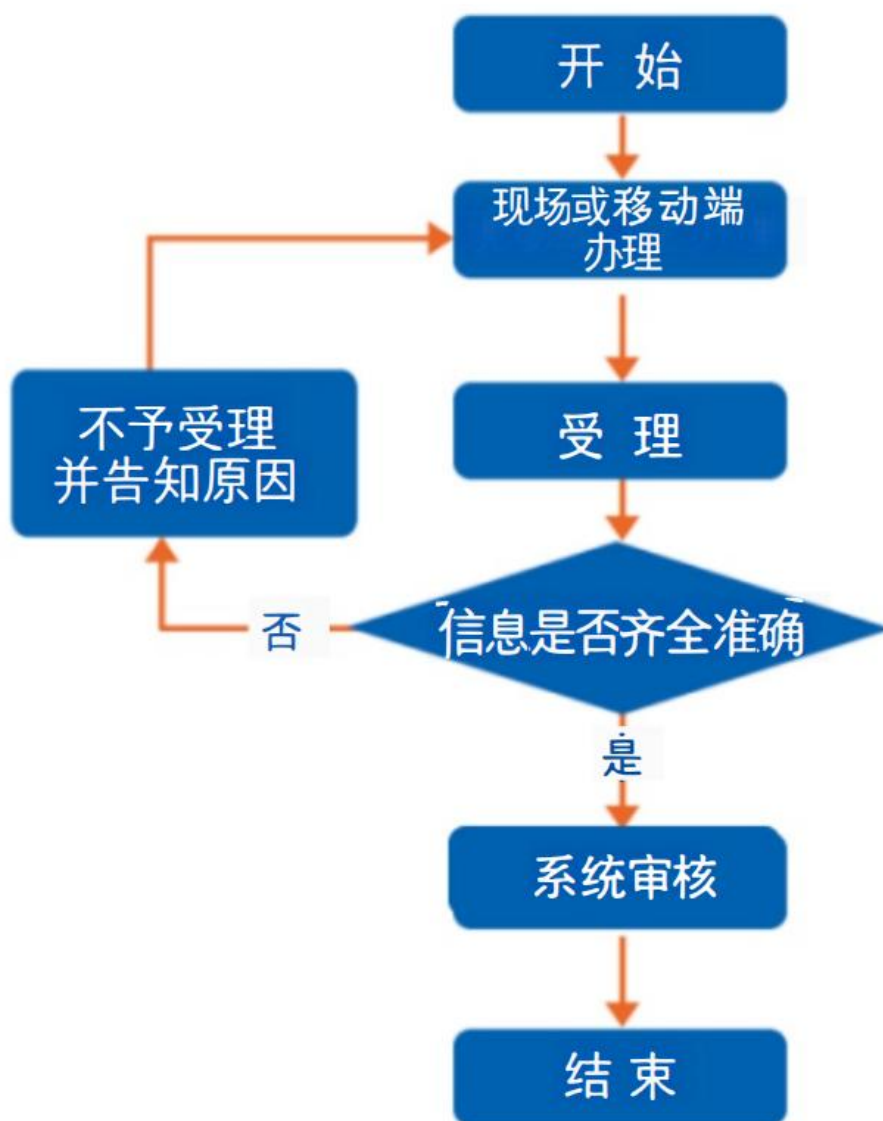 开 始
现场或移动端
办理
不予受理
并告知原因
受 理
信息是否齐全准确
否
是
系统审核
结 束